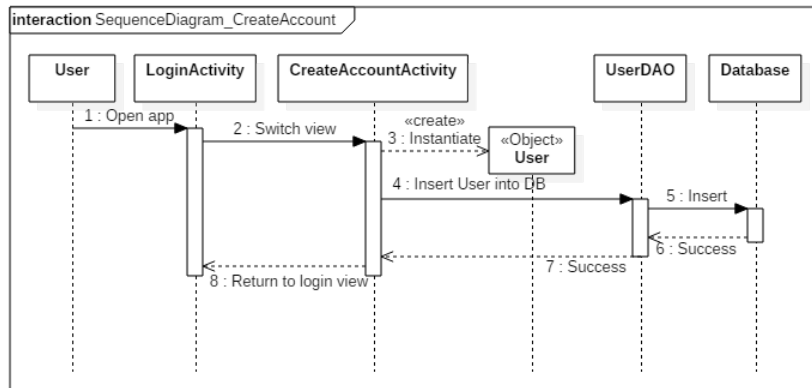 interaction SequenceDiagram_CreateAccount
User
LoginActivity
CreateAccountActivity
UserDAO
Database
1 : Open app
2 : Switch view
«create»
3 : Instantiate
«Object»
User
4 : Insert User into DB
5 : Insert
6 : Success
7 : Success
8 : Return to login view